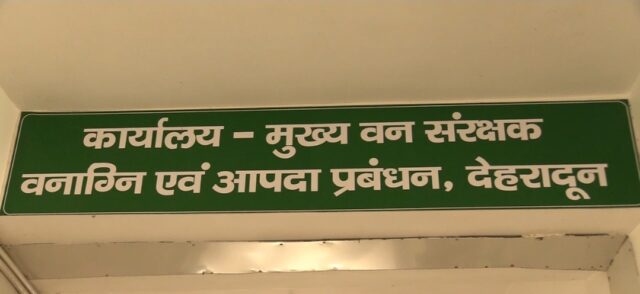 कार्यालय – मुख्य वन संरक्षक
वनाग्नि एवं आपदा प्रबंधन, देहरादून